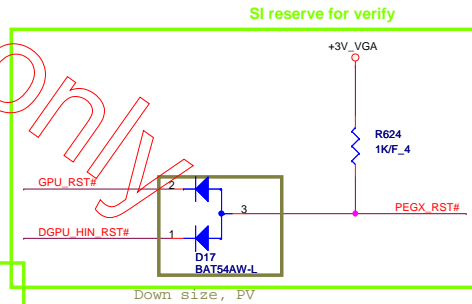 SI reserve for verify
+3V_VGA
only
R624
1K/F_4
GPU_RST#
2
3
PEGX_RST#
DGPU_HIN_RST#
1
D17
BAT54AW-L
Down size, PV